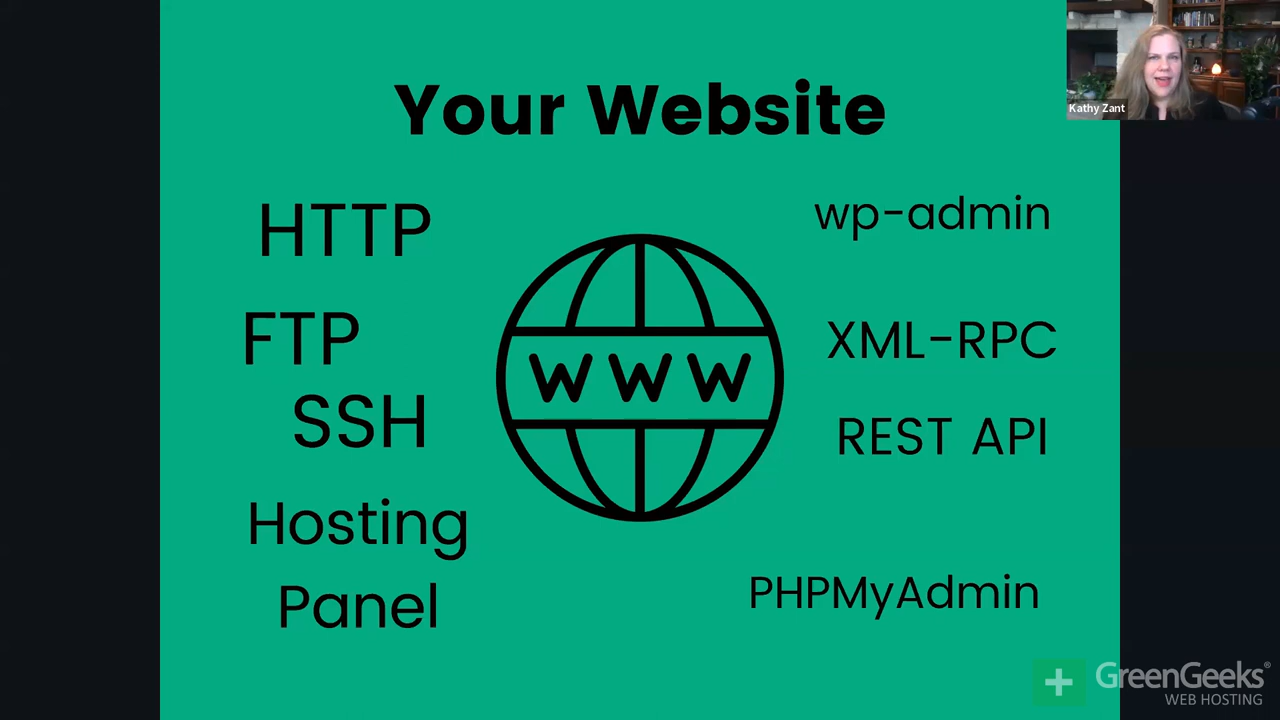 Your Website
Kathy Zant
HTTP
wp-admin
FTP
XML-RPC
SSH
REST API
WWW
Hosting
Panel
PHPMyAdmin
GreenGeeks®
WEB HOSTING